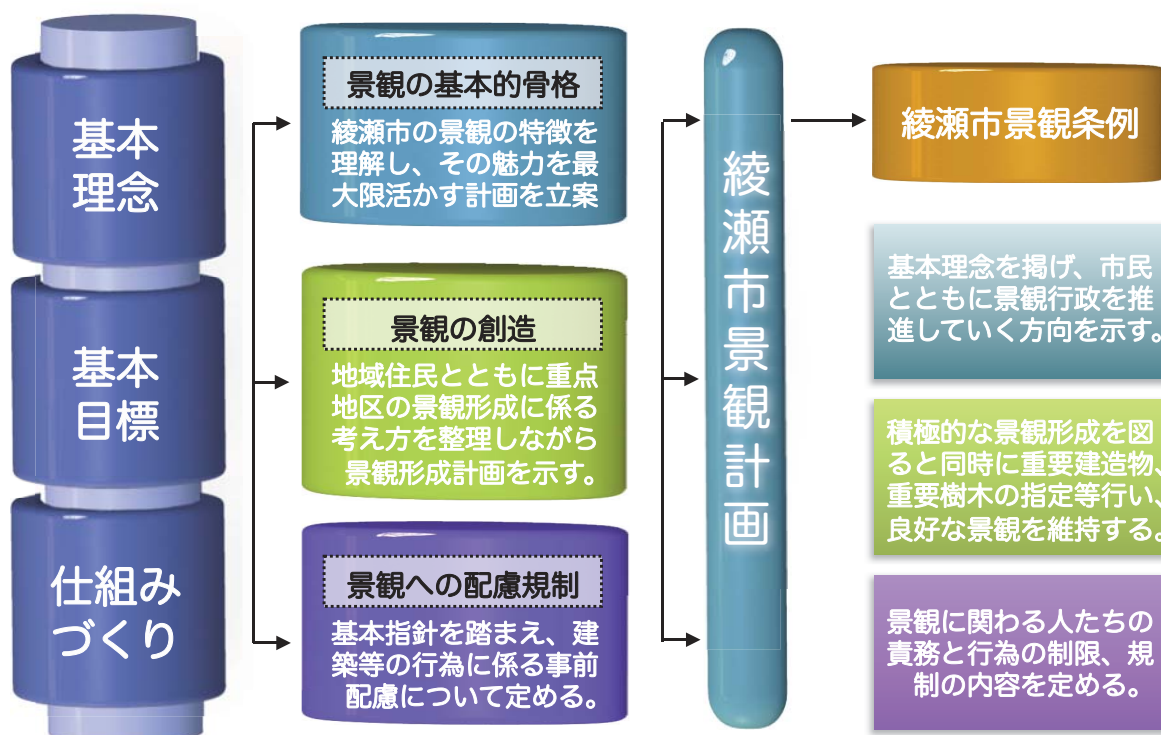 基本
理念
基本
目標
仕組み
づくり
景観の基本的骨格
綾瀬市の景観の特徴を
理解し、その魅力を最
大限活かす計画を立案
景観の創造
地域住民とともに重点
地区の景観形成に係る
考え方を整理しながら
景観形成計画を示す。
景観への配慮規制
基本指針を踏まえ、建
築等の行為に係る事前
配慮について定める。
綾瀬市景観計画
綾瀬市景観条例
基本理念を掲げ、市民
とともに景観行政を推
進していく方向を示す。
積極的な景観形成を図
ると同時に重要建造物、
重要樹木の指定等行い、
良好な景観を維持する。
景観に関わる人たちの
責務と行為の制限、規
制の内容を定める。